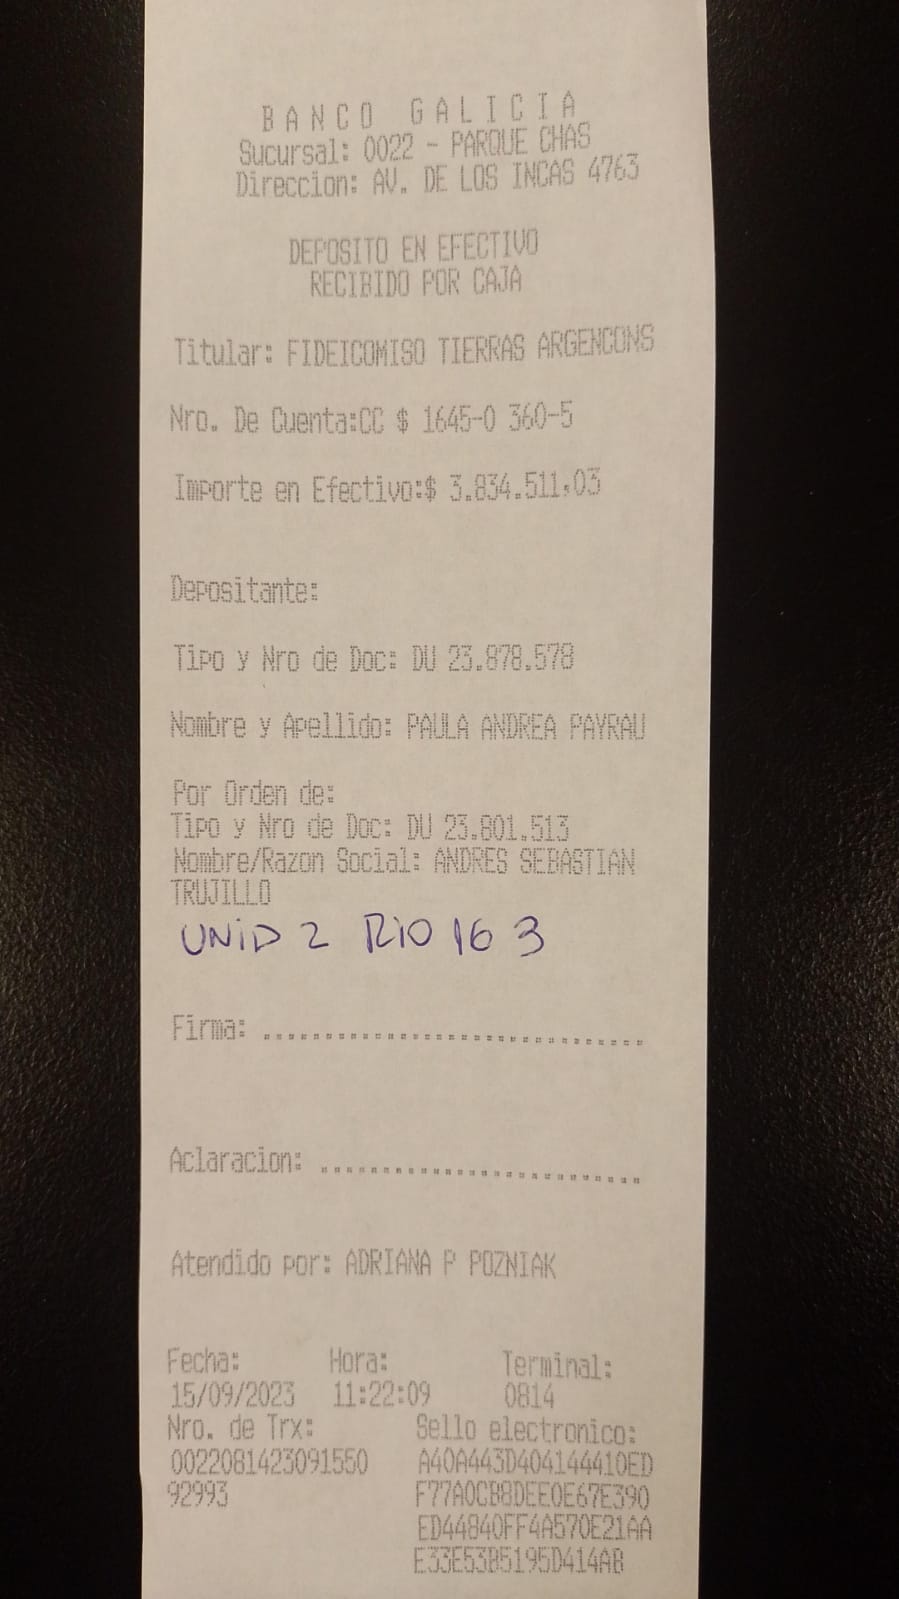 BANCO GALICIA
Sucursal: 0022 - PARQUE CHAS
Direccion: AV. DE LOS INCAS 4763
DEPOSITO EN EFECTIVO
RECIBIDO POR CAJA
Titular: FIDEICOMISO TIERRAS ARGENCONS
Nro. De Cuenta:CC $ 1645-0 360-5
Importe en Efectivo:$ 3.834.511,03
Depositante:
Tipo y Nro de Doc: DU 23.878.578
Nombre y Apellido: PAULA ANDREA PAYRAU
Por Orden de:
Tipo y Nro de Doc: DU 23.801.513
Nombre/Razon Social: ANDRES SEBASTIAN
TRUJILLO
UNID 2 RIO 16 3
Firma: ................................
Aclaracion: ...........................
Atendido por: ADRIANA P POZNIAK
Fecha: Hora: Terminal:
15/09/2023 11:22:09 0814
Nro. de Trx: Sello electronico:
0022081423091550 A40A443D404144410ED
92993 F77A0CB8DEE0E67E390
ED44840FF4A570E21AA
E33E53B5195D414AB